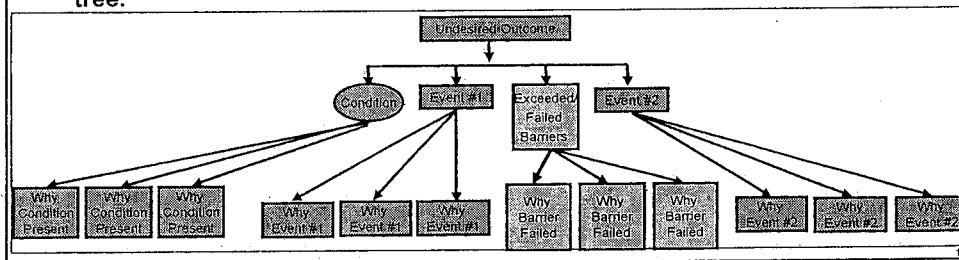 tree.
Undesired Outcome
Condition
Event #1
Exceeded/
Failed
Barriers
Event #2
Why
Condition
Present
Why
Condition
Present
Why
Condition
Present
Why
Event #1
Why
Event #1
Why
Event #1
Why
Barrier
Failed
Why
Barrier
Failed
Why
Barrier
Failed
Why
Event #2
Why
Event #2
Why
Event #2